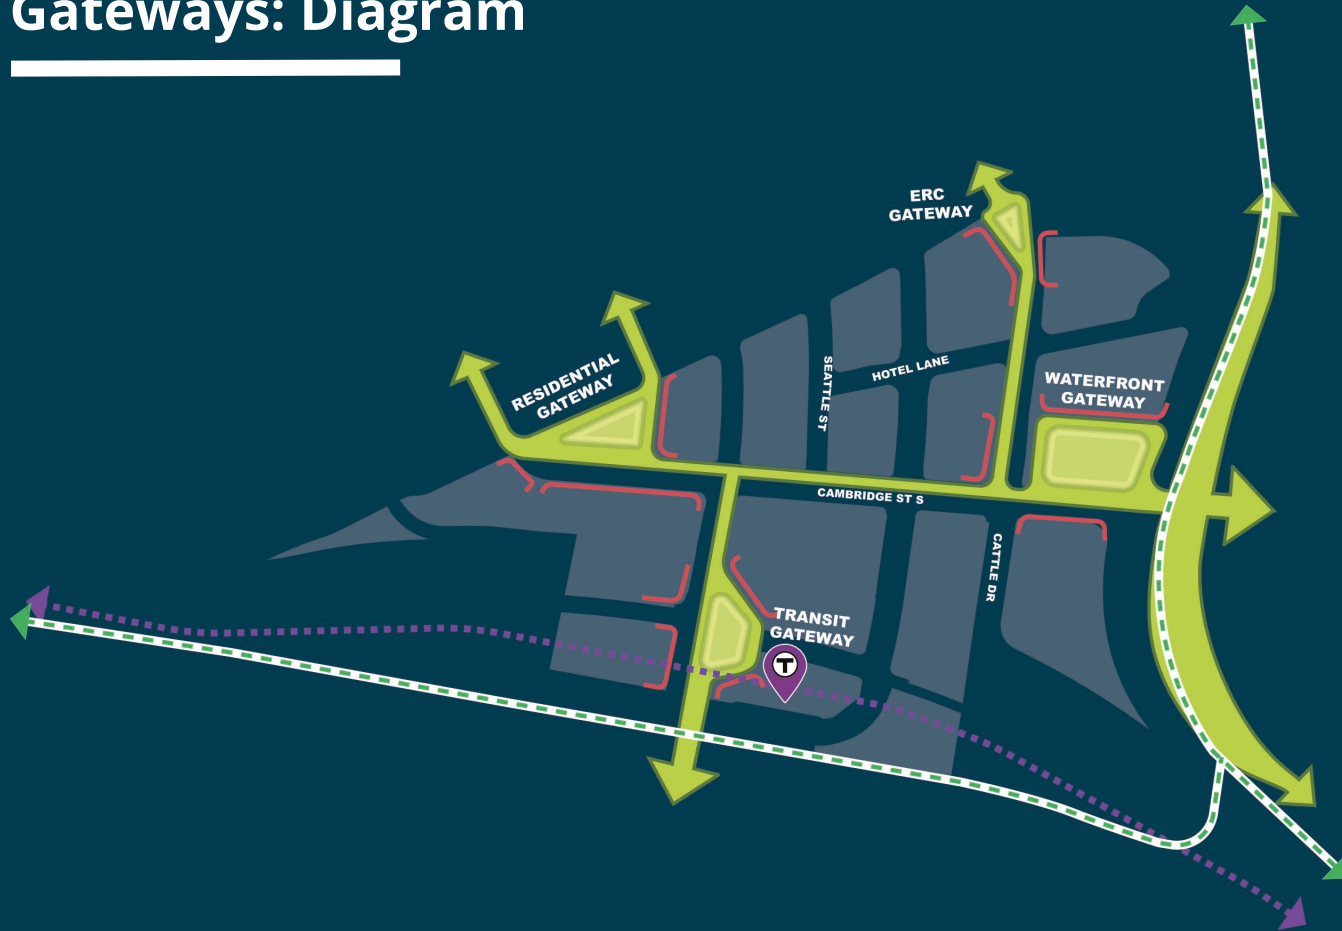 Gateways: Diagram
ERC
GATEWAY
RESIDENTIAL
GATEWAY
SEATTLE ST
HOTEL LANE
WATERFRONT
GATEWAY
CAMBRIDGE ST S
CATTLE DR
TRANSIT
GATEWAY
T